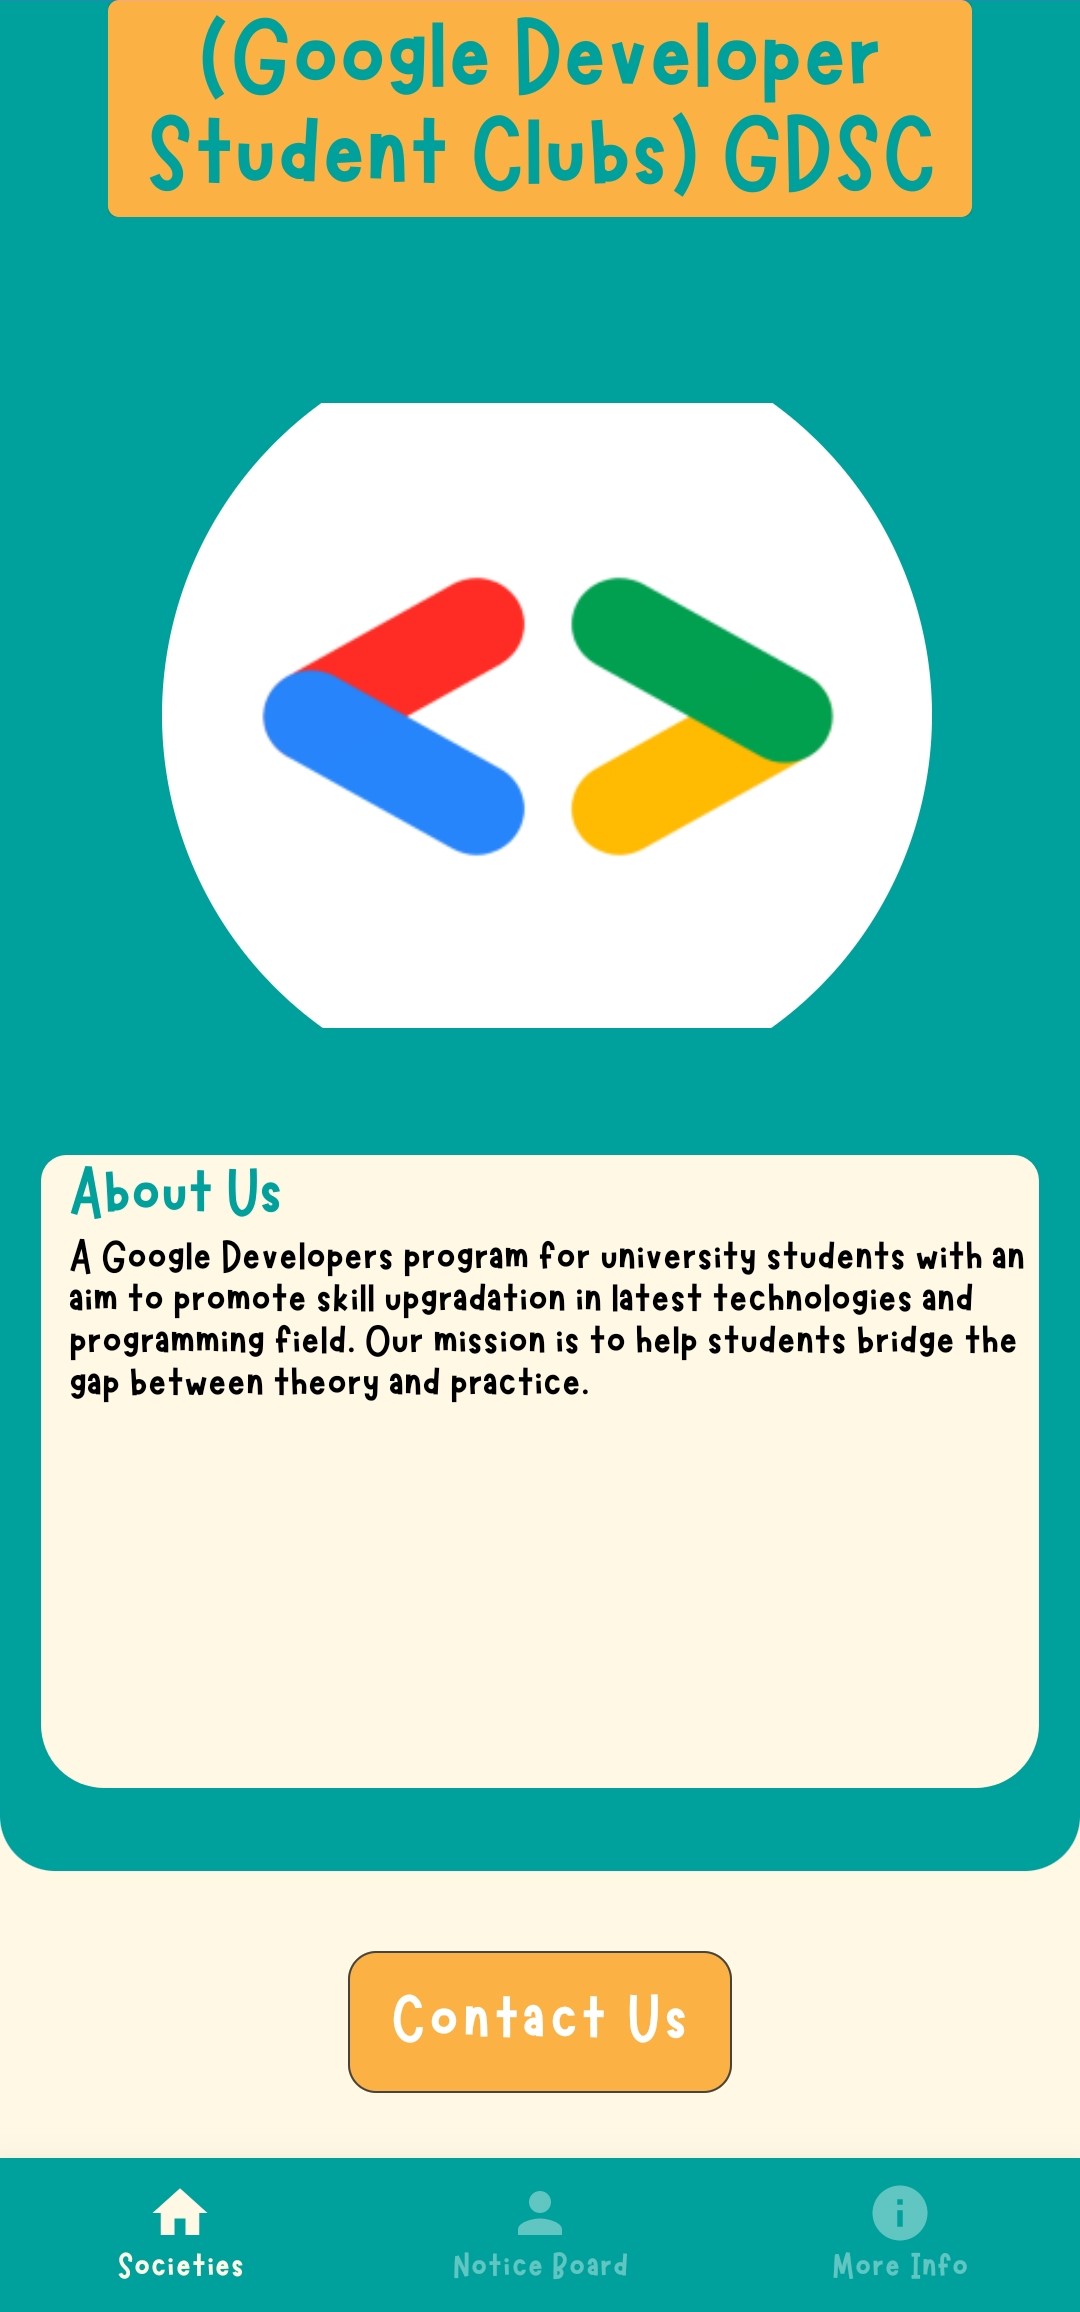 (Google Developer
Student Clubs) GDSC
About Us
A Google Developers program for university students with an
aim to promote skill upgradation in latest technologies and
programming field. Our mission is to help students bridge the
gap between theory and practice.
Contact Us
Societies
Notice Board
More Info